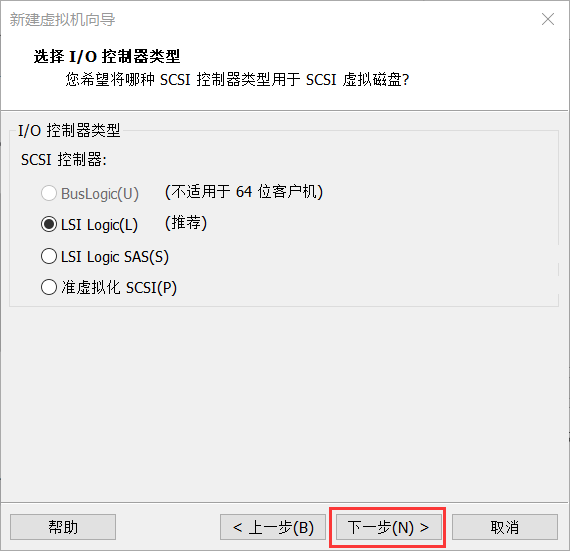 新建虚拟机向导
选择 I/O 控制器类型
您希望将哪种 SCSI 控制器类型用于 SCSI 虚拟磁盘?
I/O 控制器类型
SCSI 控制器:
BusLogic(U) (不适用于 64 位客户机)
LSI Logic(L) (推荐)
LSI Logic SAS(S)
准虚拟化 SCSI(P)
帮助 < 上一步(B) 下一步(N) > 取消